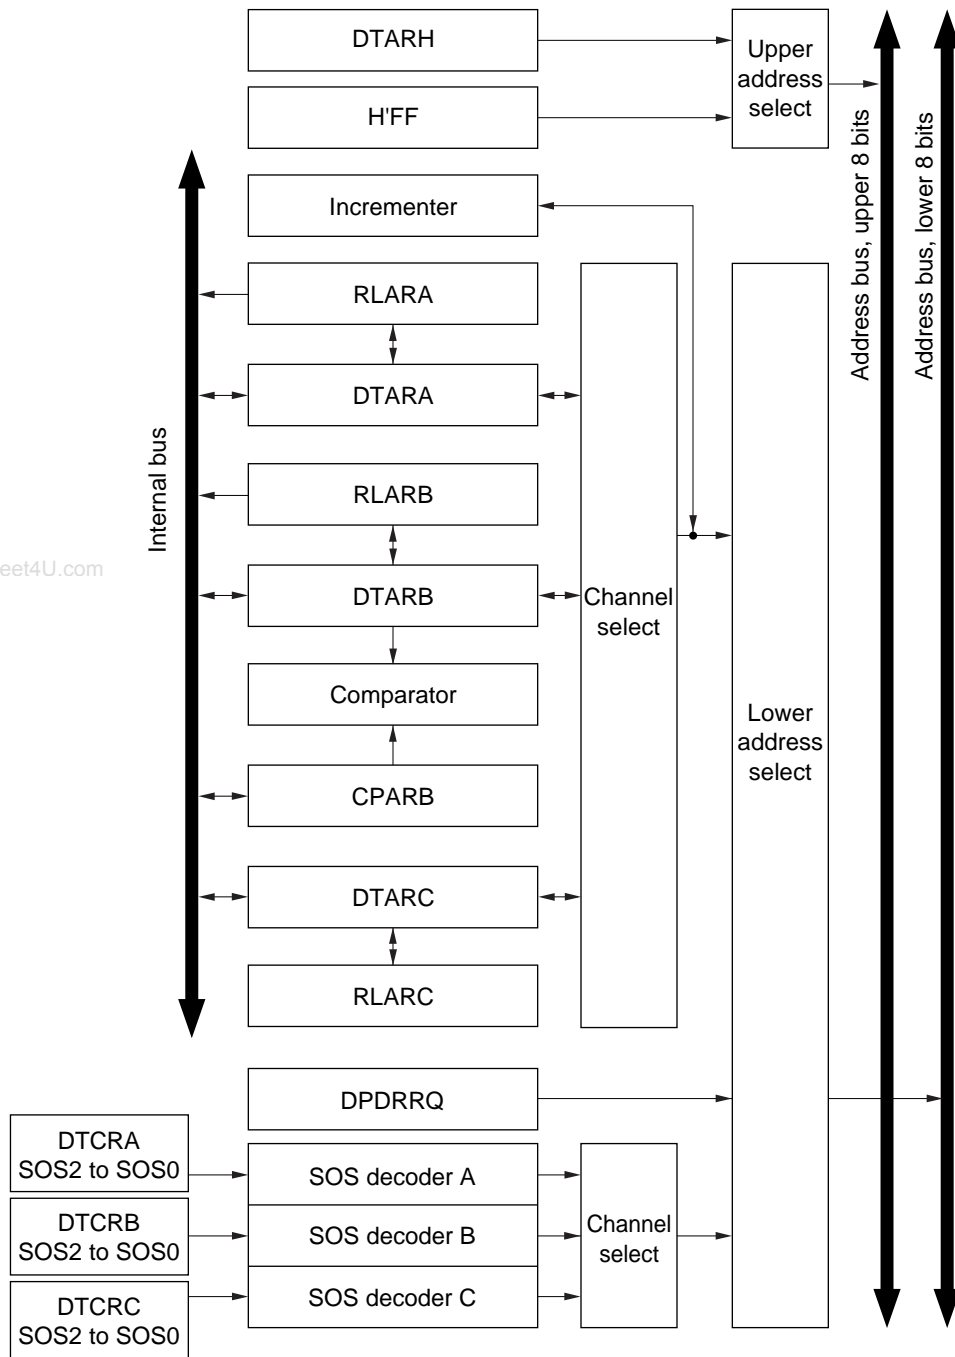 DTARH
Upper
address
select
H'FF
Address bus, upper 8 bits
Address bus, lower 8 bits
Incrementer
RLARA
DTARA
Internal bus
RLARB
eet4U.com
DTARB
Channel
select
Comparator
Lower
address
select
CPARB
DTARC
RLARC
DPDRRQ
DTCRA
SOS2 to SOS0
SOS decoder A
DTCRB
SOS2 to SOS0
SOS decoder B
Channel
select
DTCRC
SOS2 to SOS0
SOS decoder C